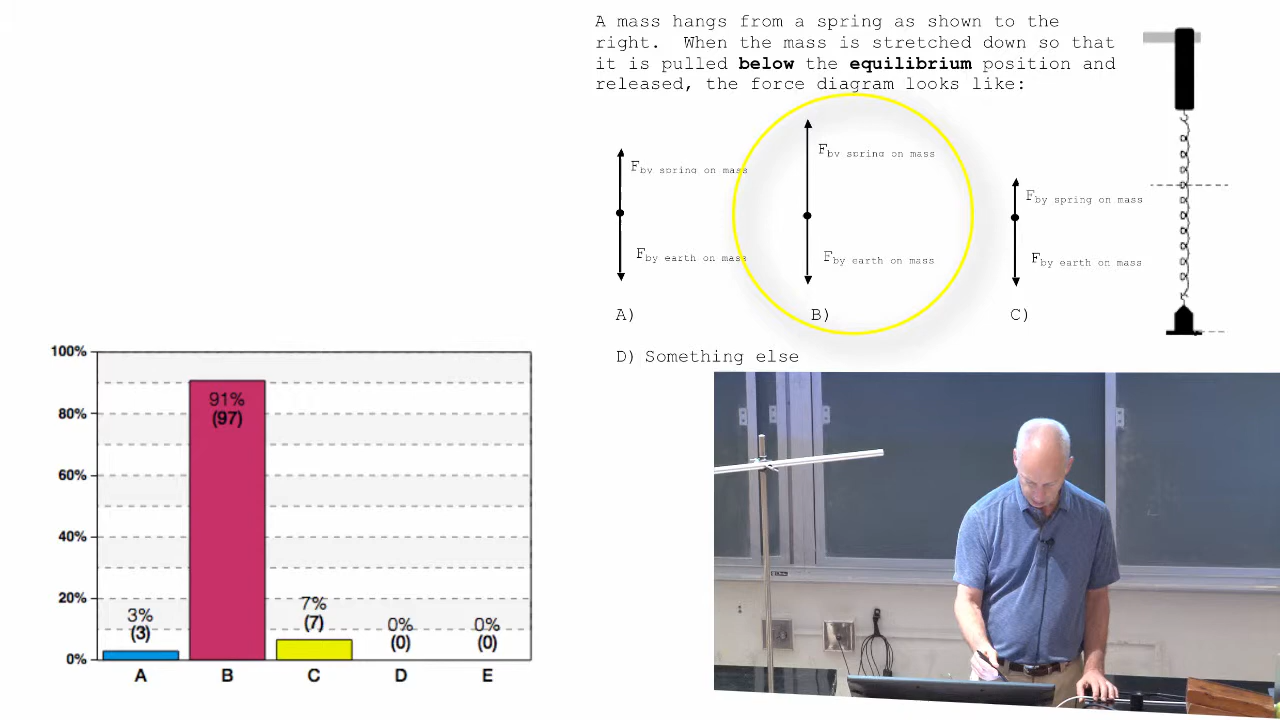 A mass hangs from a spring as shown to the
right. When the mass is stretched down so that
it is pulled below the equilibrium position and
released, the force diagram looks like:
Fby spring on mass
Fby earth on mass
A)
Fby spring on mass
Fby earth on mass
B)
Fby spring on mass
Fby earth on mass
C)
D) Something else
100%
80%
60%
40%
20%
0%
3%
(3)
91%
(97)
7%
(7)
0%
(0)
0%
(0)
A B C D E